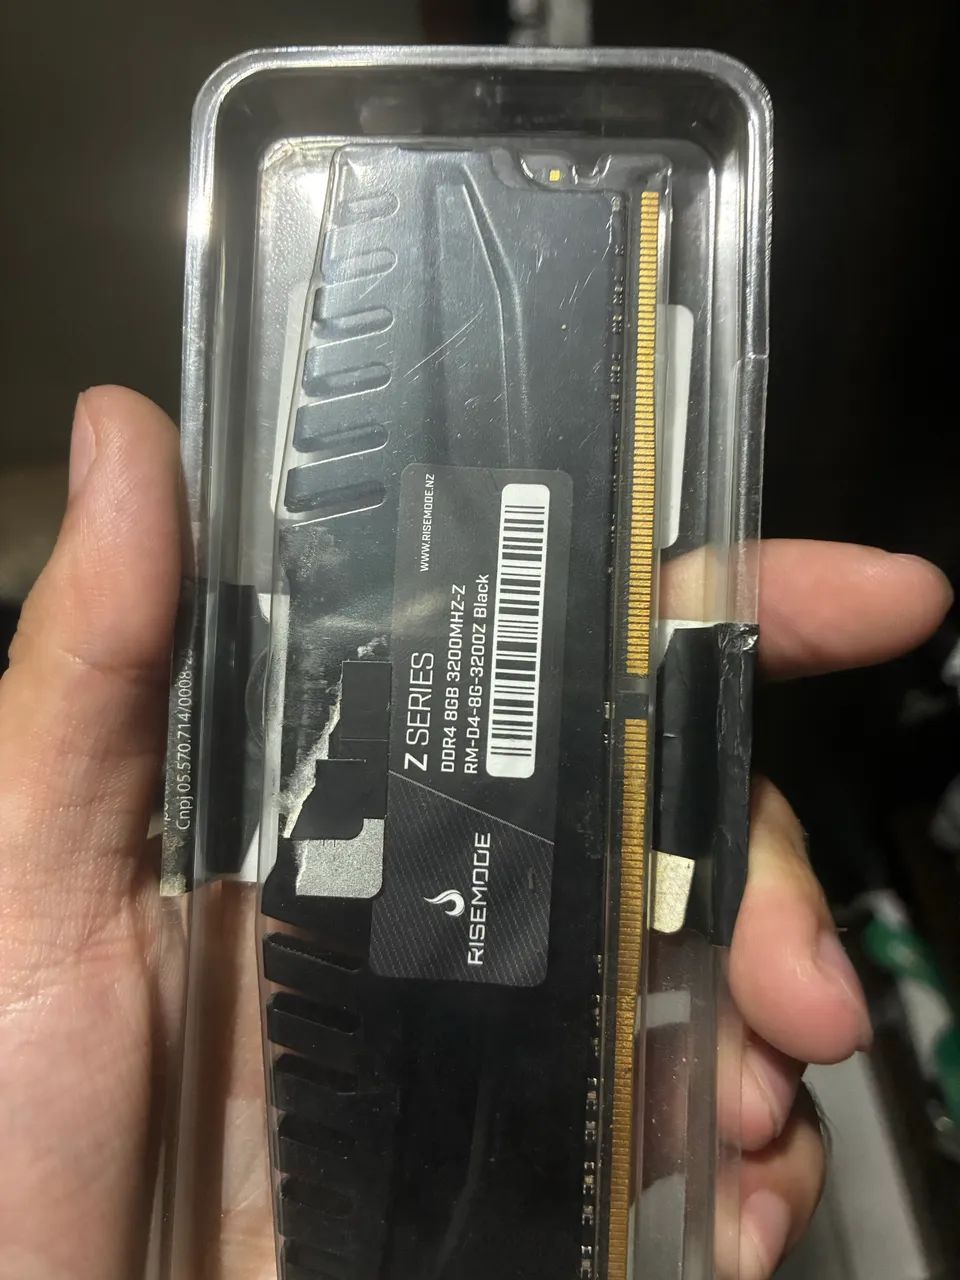 WWW.RISEMODE.NZ
Z SERIES
DDR4 8GB 3200MHZ-Z
RM-D4-8G-3200Z Black
RISEMODE
Cnpj 05.570.714/0008-